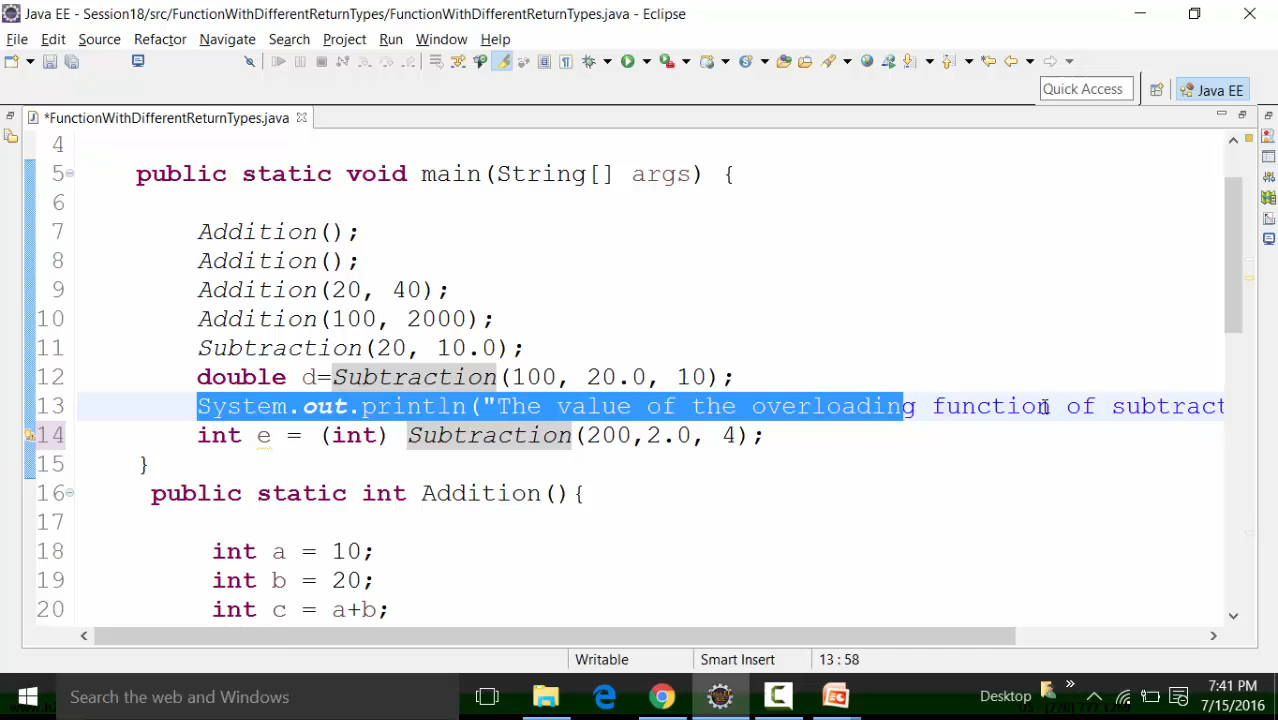 Java EE - Session18/src/FunctionWithDifferentReturnTypes/FunctionWithDifferentReturnTypes.java - Eclipse
File Edit Source Refactor Navigate Search Project Run Window Help
Quick Access Java EE
*FunctionWithDifferentReturnTypes.java
4
5 public static void main(String[] args) {
6
7 Addition();
8 Addition();
9 Addition(20, 40);
10 Addition(100, 2000);
11 Subtraction(20, 10.0);
12 double d=Subtraction(100, 20.0, 10);
13 System.out.println("The value of the overloading function of subtract
14 int e = (int) Subtraction(200,2.0, 4);
15 }
16 public static int Addition(){
17
18 int a = 10;
19 int b = 20;
20 int c = a+b;
Writable Smart Insert 13 : 58
Search the web and Windows
Desktop
7:41 PM
7/15/2016